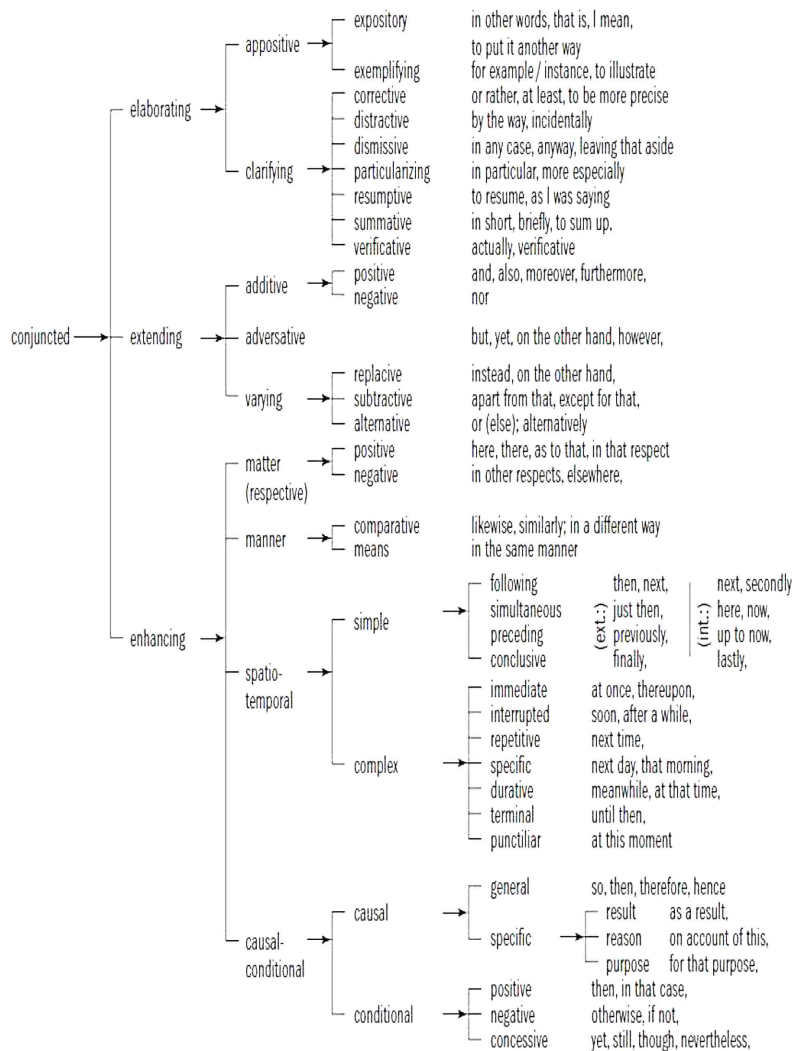 expository in other words, that is, I mean,
appositive to put it another way
exemplifying for example / instance, to illustrate
corrective or rather, at least, to be more precise
elaborating distractive by the way, incidentally
dismissive in any case, anyway, leaving that aside
clarifying particularizing in particular, more especially
resumptive to resume, as I was saying
summative in short, briefly, to sum up,
verificative actually, verificative
additive positive and, also, moreover, furthermore,
negative nor
conjuncted extending adversative but, yet, on the other hand, however,
replacive instead, on the other hand,
varying subtractive apart from that, except for that,
alternative or (else); alternatively
matter positive here, there, as to that, in that respect
(respective) negative in other respects, elsewhere,
manner comparative likewise, similarly; in a different way
means in the same manner
following then, next, next, secondly
simple simultaneous (ext.:) just then, (int.:) here, now,
enhancing preceding previously, up to now,
conclusive finally, lastly,
spatio-
temporal immediate at once, thereupon,
interrupted soon, after a while,
repetitive next time,
complex specific next day, that morning,
durative meanwhile, at that time,
terminal until then,
punctiliar at this moment
general so, then, therefore, hence
causal result as a result,
causal- specific reason on account of this,
conditional purpose for that purpose,
positive then, in that case,
conditional negative otherwise, if not,
concessive yet, still, though, nevertheless,